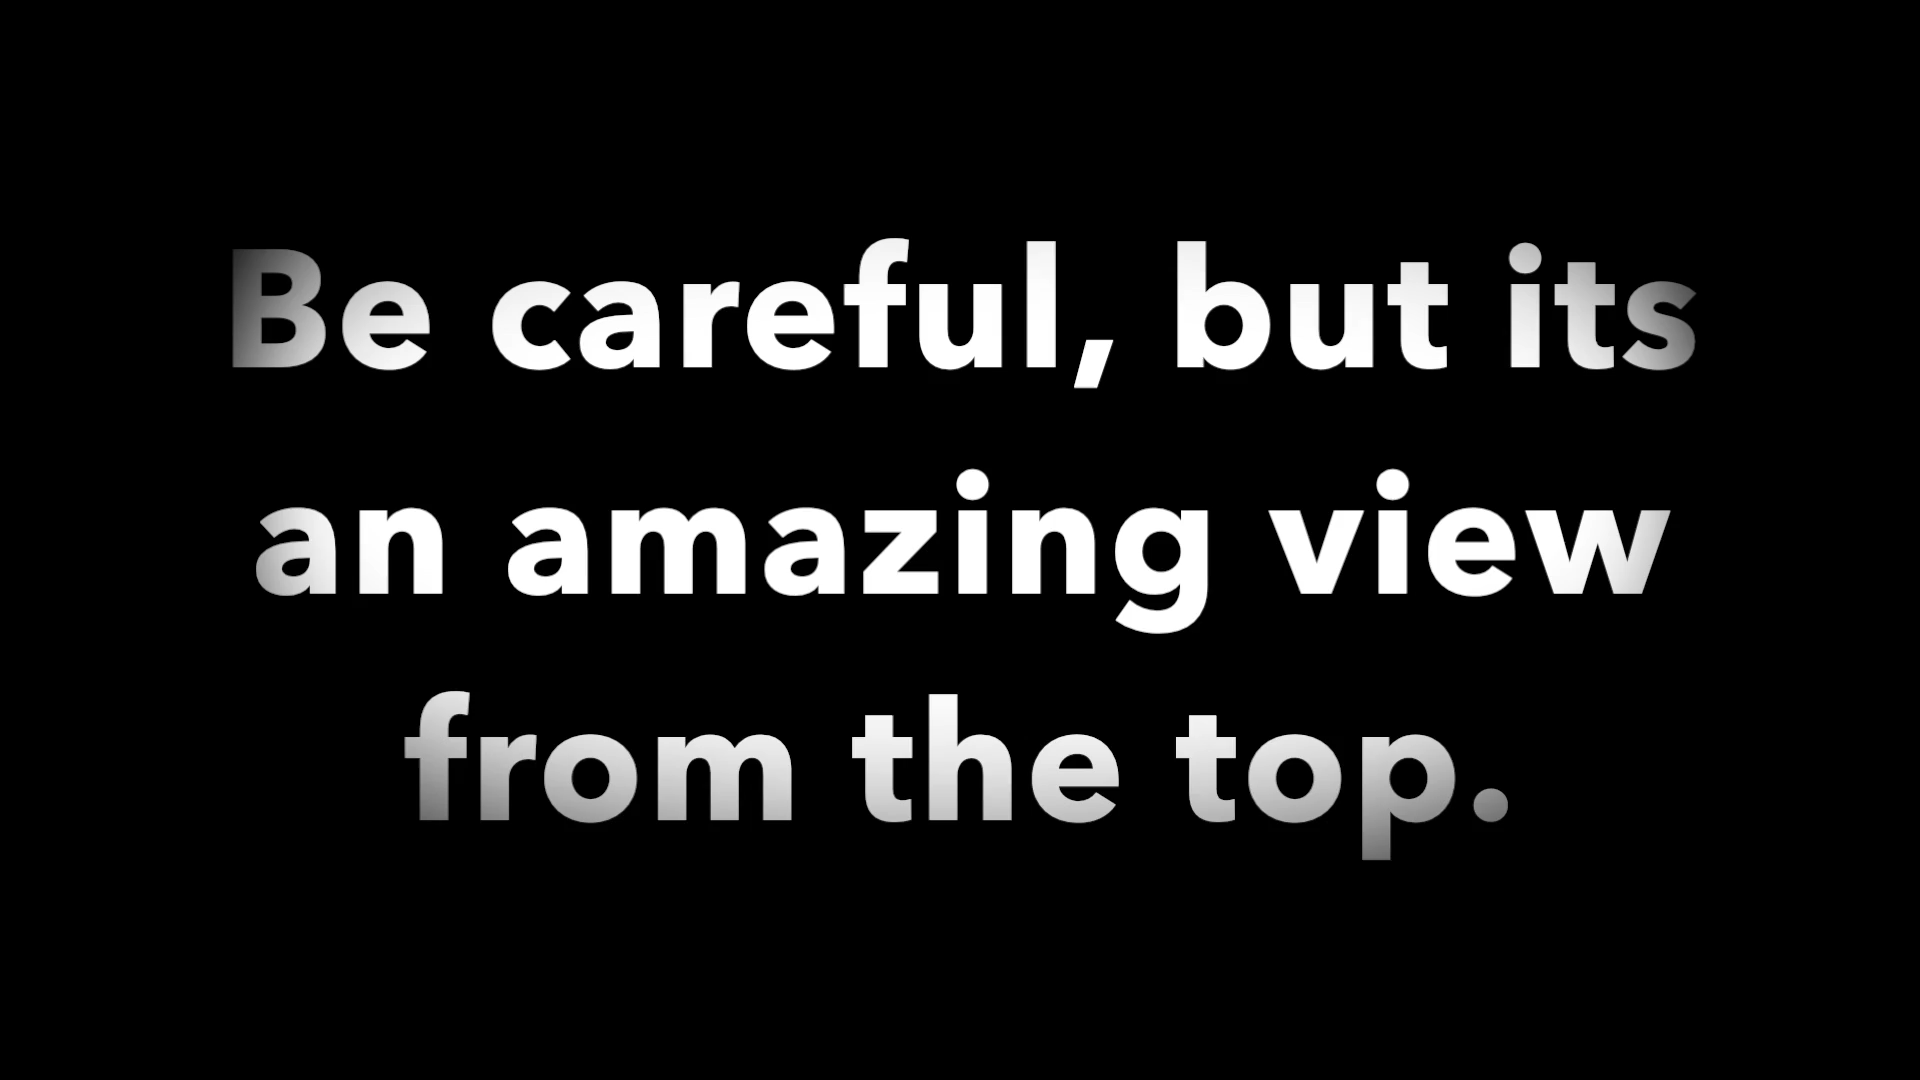 Be careful, but its
an amazing view
from the top.